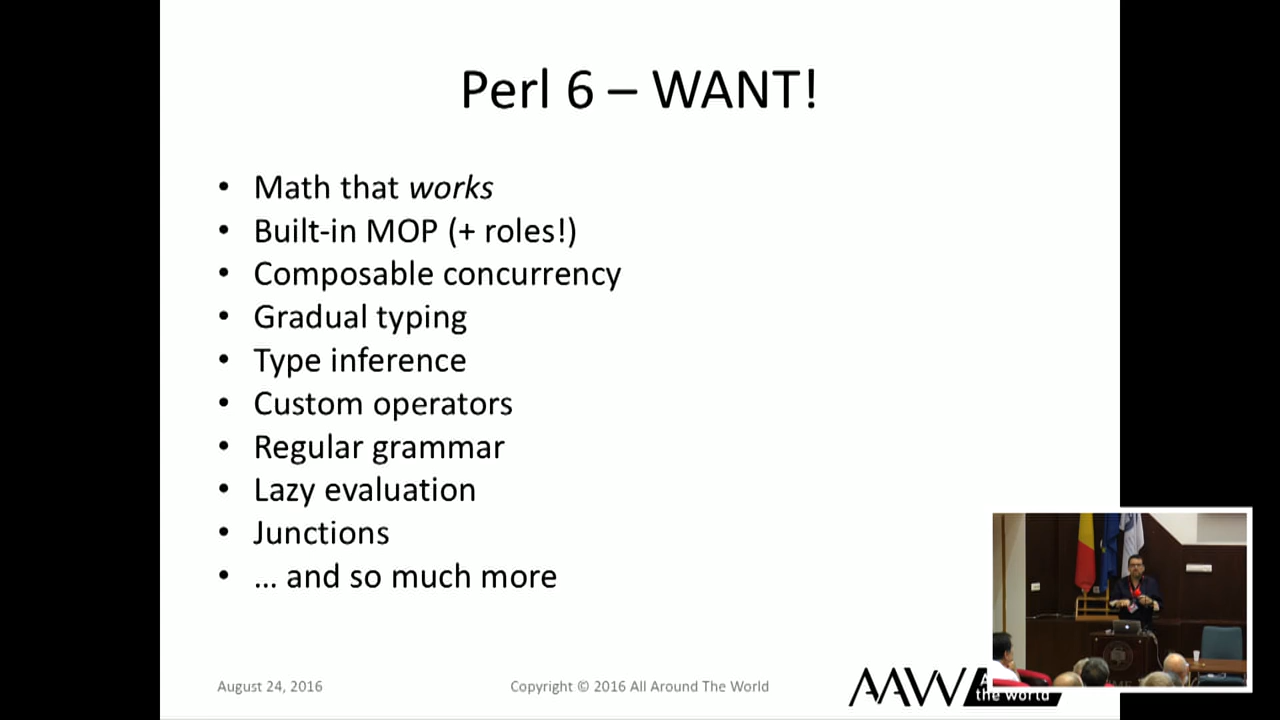 Perl 6 – WANT!
• Math that works
• Built-in MOP (+ roles!)
• Composable concurrency
• Gradual typing
• Type inference
• Custom operators
• Regular grammar
• Lazy evaluation
• Junctions
• … and so much more
August 24, 2016
Copyright © 2016 All Around The World
AAW
the world